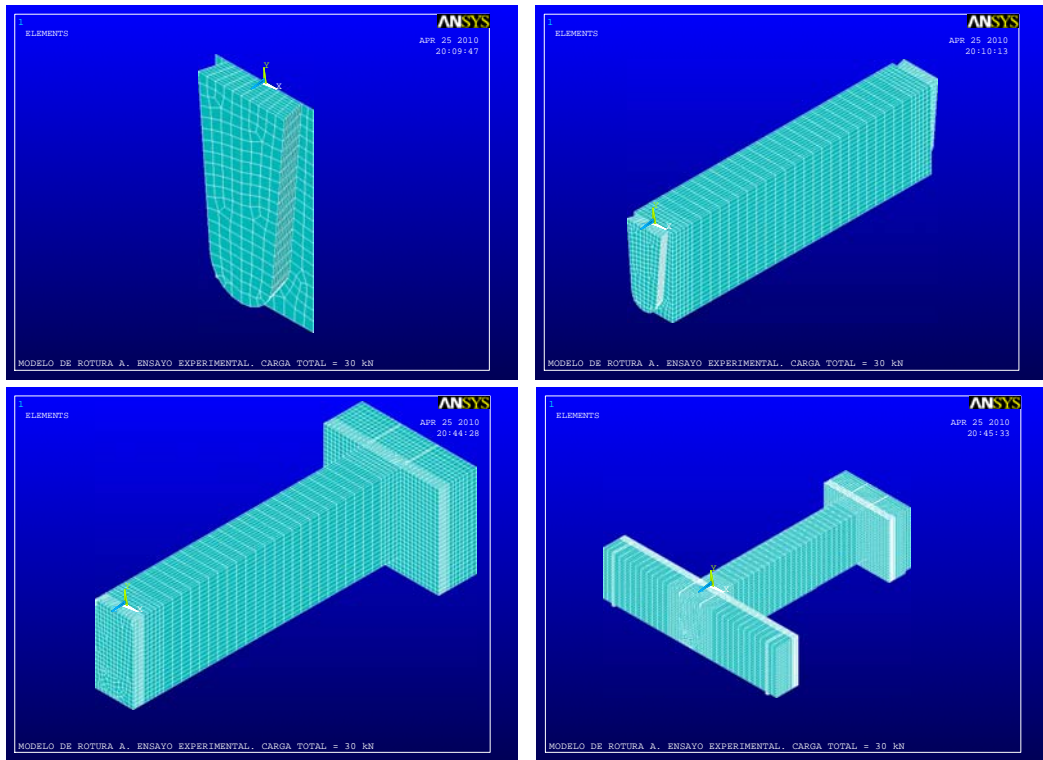 1 ANSYS
ELEMENTS
APR 25 2010
20:09:47
Y
X
MODELO DE ROTURA A. ENSAYO EXPERIMENTAL. CARGA TOTAL = 30 kN
1 ANSYS
ELEMENTS
APR 25 2010
20:10:13
MODELO DE ROTURA A. ENSAYO EXPERIMENTAL. CARGA TOTAL = 30 kN
1 ANSYS
ELEMENTS
APR 25 2010
20:44:28
Y
X
MODELO DE ROTURA A. ENSAYO EXPERIMENTAL. CARGA TOTAL = 30 kN
1 ANSYS
ELEMENTS
APR 25 2010
20:45:33
Y
X
MODELO DE ROTURA A. ENSAYO EXPERIMENTAL. CARGA TOTAL = 30 kN